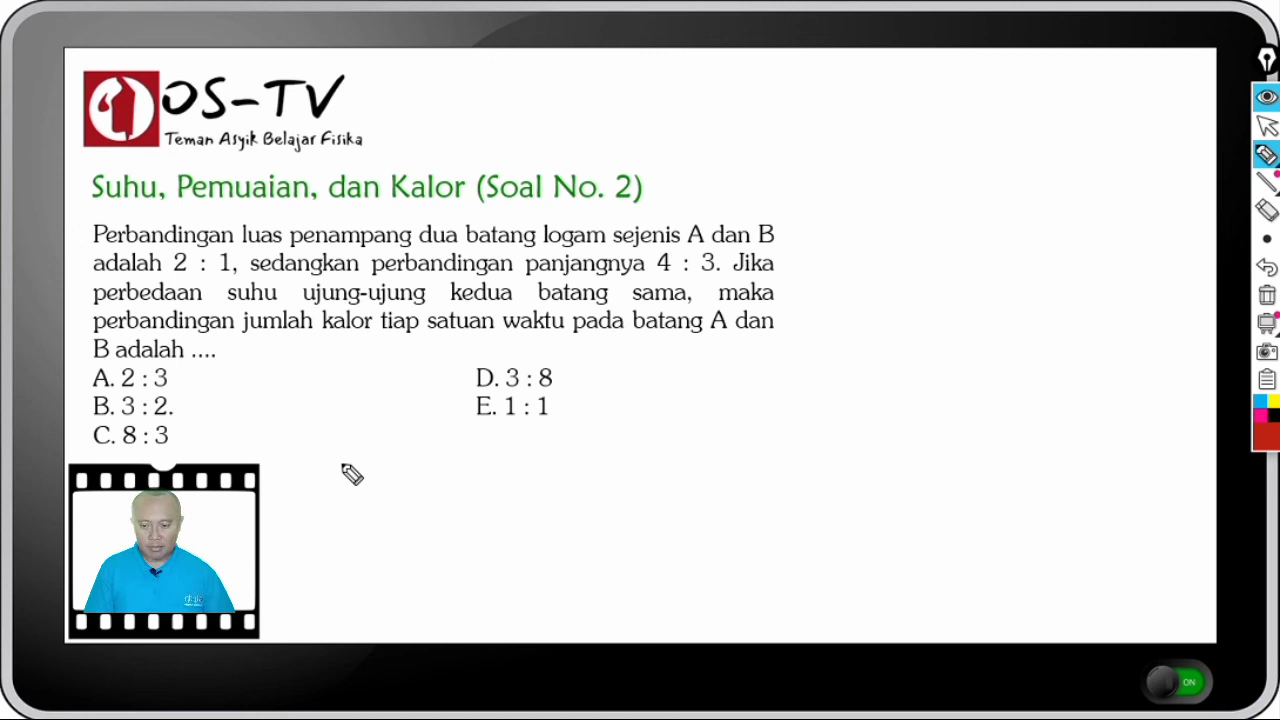 OS-TV
Teman Asyik Belajar Fisika
Suhu, Pemuaian, dan Kalor (Soal No. 2)
Perbandingan luas penampang dua batang logam sejenis A dan B
adalah 2 : 1, sedangkan perbandingan panjangnya 4 : 3. Jika
perbedaan suhu ujung-ujung kedua batang sama, maka
perbandingan jumlah kalor tiap satuan waktu pada batang A dan
B adalah ....
A. 2 : 3
B. 3 : 2.
C. 8 : 3
D. 3 : 8
E. 1 : 1
ON